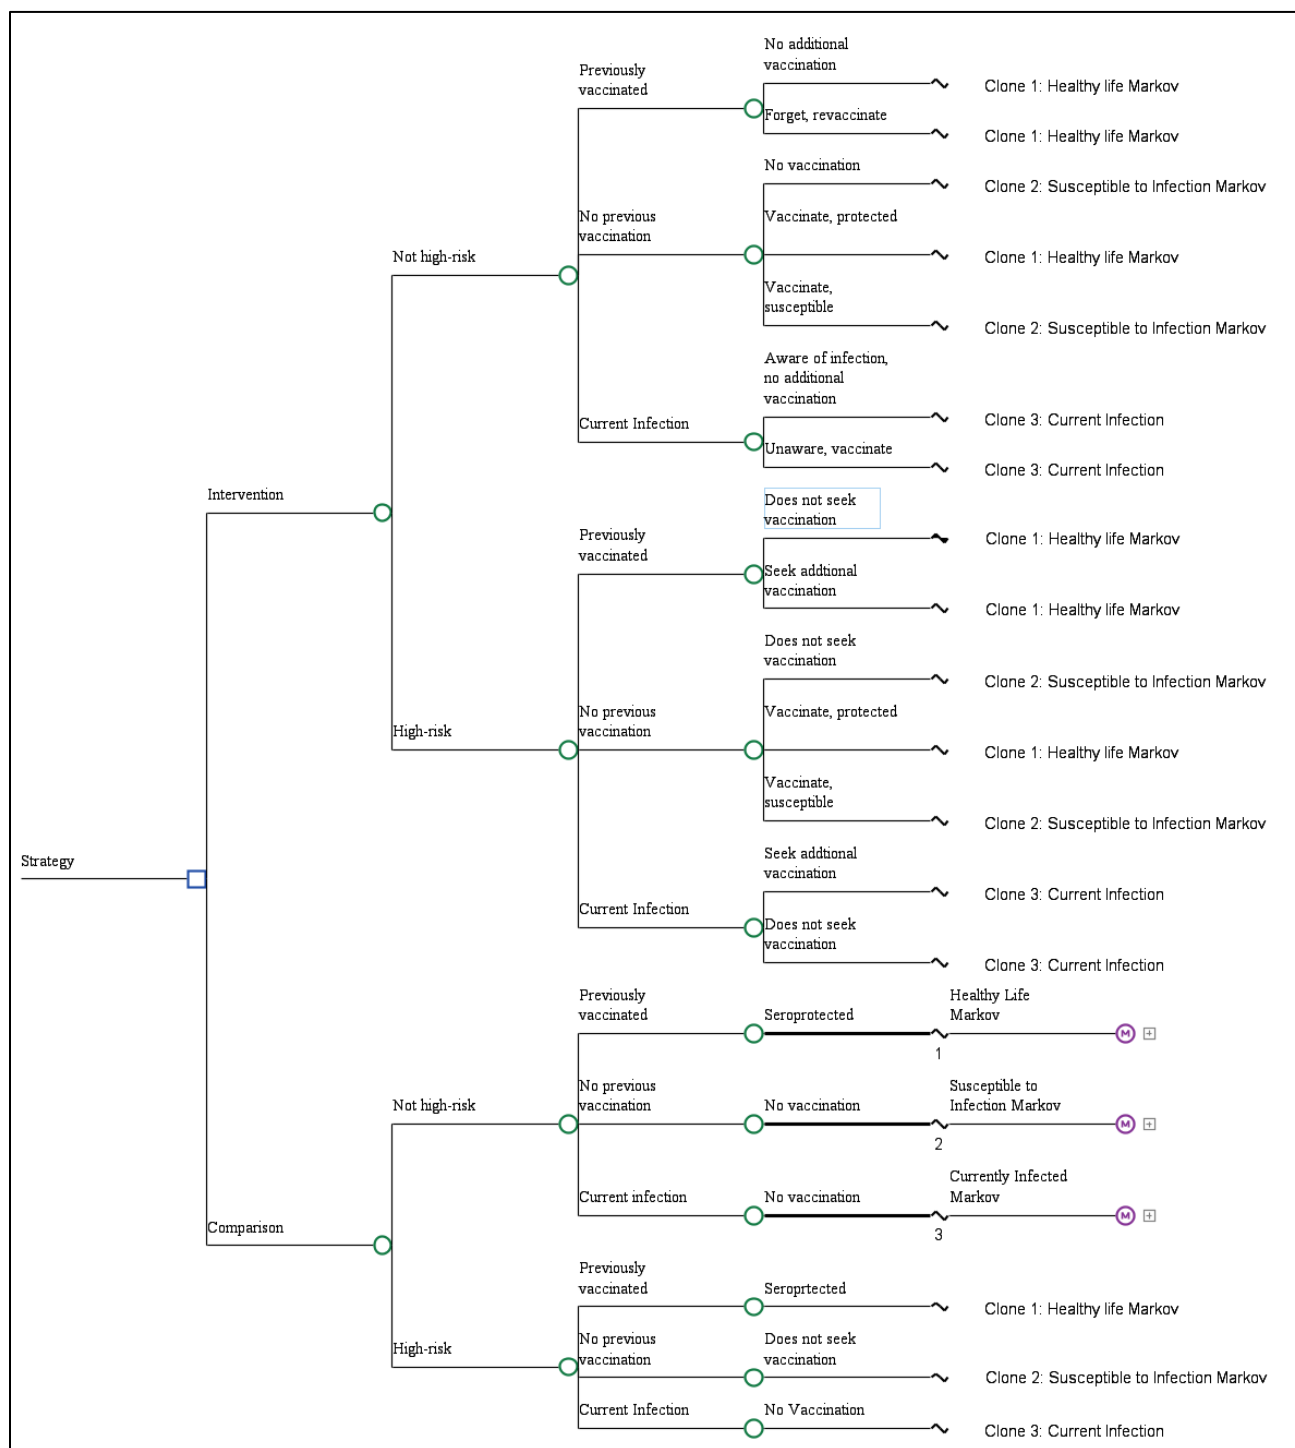 No additional
vaccination
Previously
vaccinated
Clone 1: Healthy life Markov
Forget, revaccinate
Clone 1: Healthy life Markov
No vaccination
Clone 2: Susceptible to Infection Markov
No previous
vaccination
Vaccinate, protected
Not high-risk
Clone 1: Healthy life Markov
Vaccinate,
susceptible
Clone 2: Susceptible to Infection Markov
Aware of infection,
no additional
vaccination
Current Infection
Clone 3: Current Infection
Unaware, vaccinate
Clone 3: Current Infection
Intervention
Does not seek
vaccination
Previously
vaccinated
Clone 1: Healthy life Markov
Seek addtional
vaccination
Clone 1: Healthy life Markov
Does not seek
vaccination
Clone 2: Susceptible to Infection Markov
No previous
vaccination
Vaccinate, protected
High-risk
Clone 1: Healthy life Markov
Vaccinate,
susceptible
Clone 2: Susceptible to Infection Markov
Strategy
Seek addtional
vaccination
Clone 3: Current Infection
Current Infection
Does not seek
vaccination
Clone 3: Current Infection
Previously
vaccinated
Seroprotected
Healthy Life
Markov
M
1
Not high-risk
No previous
vaccination
No vaccination
Susceptible to
Infection Markov
M
2
Current infection
No vaccination
Currently Infected
Markov
M
3
Comparison
Previously
vaccinated
Seroprtected
Clone 1: Healthy life Markov
High-risk
No previous
vaccination
Does not seek
vaccination
Clone 2: Susceptible to Infection Markov
Current Infection
No Vaccination
Clone 3: Current Infection